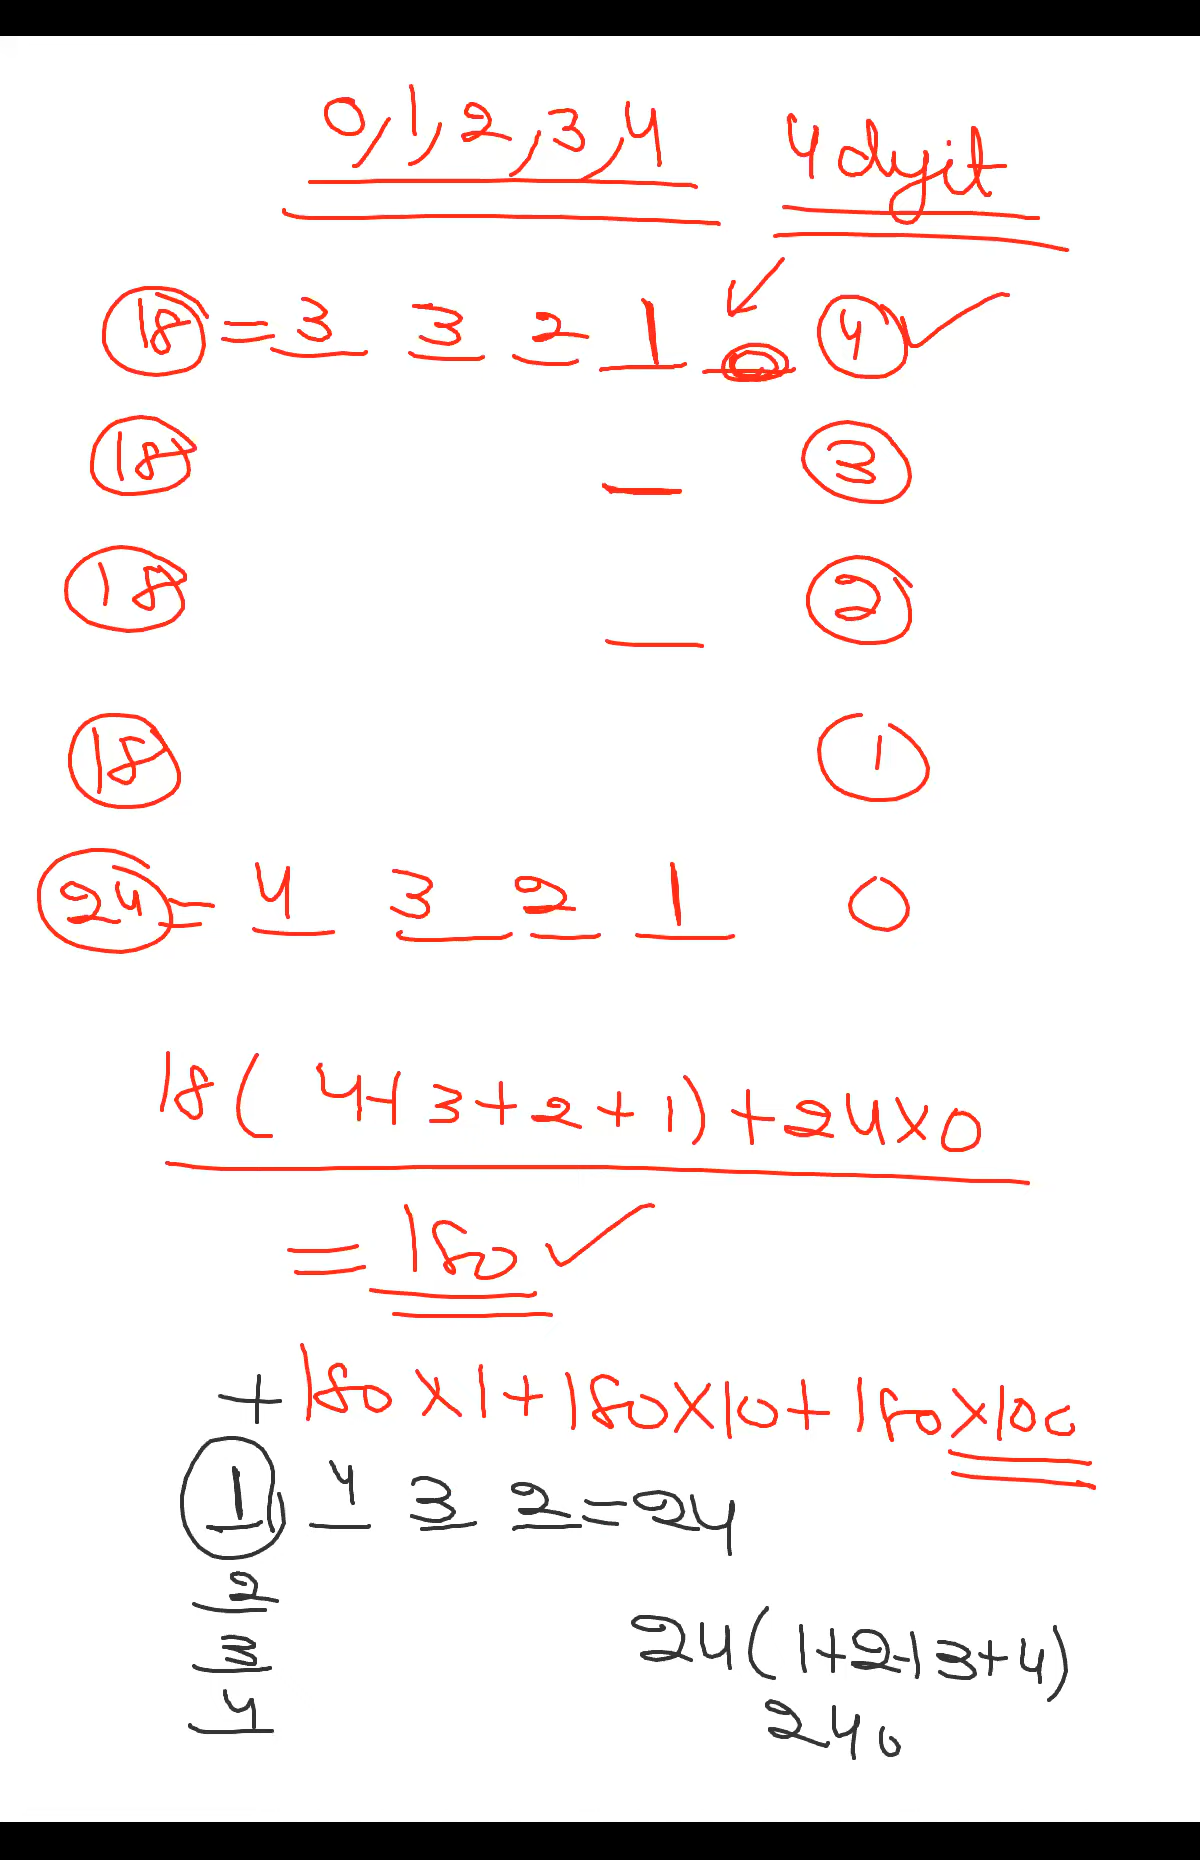 0,1,2,3,4 4 dyjit
18 = 3 3 2 1 0 4 ✓
18 3
18 2
18 1
24 = 4 3 2 1 0
18(4+3+2+1)+24×0
= 180 ✓
+ 180×1+180×10+180×100
1 4 3 2 = 24
2
3 24(1+2+3+4)
4 240